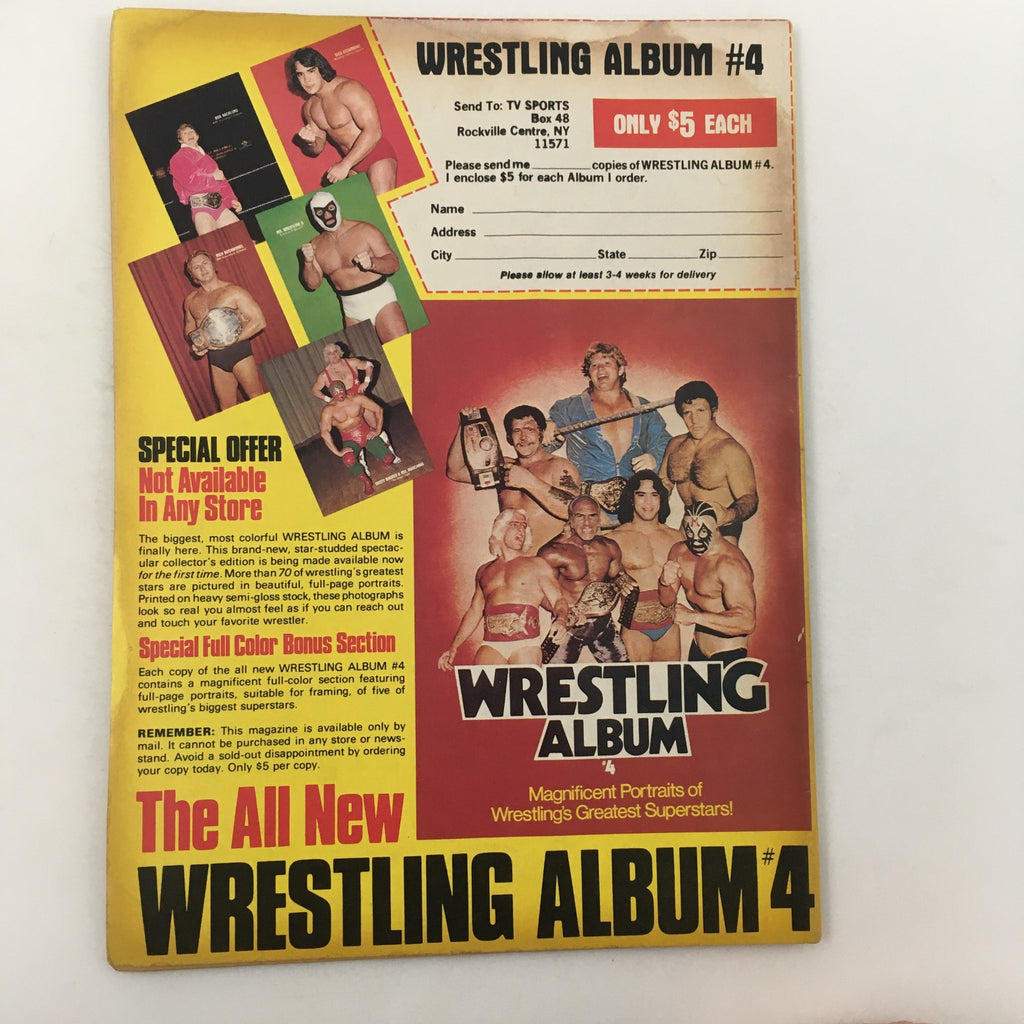 WRESTLING ALBUM #4
Send To: TV SPORTS
Box 48
Rockville Centre, NY
11571
ONLY $5 EACH
Please send me ______ copies of WRESTLING ALBUM #4.
I enclose $5 for each Album I order.
Name
Address
City State Zip
Please allow at least 3-4 weeks for delivery
SPECIAL OFFER
Not Available
In Any Store
The biggest, most colorful WRESTLING ALBUM is
finally here. This brand-new, star-studded spectac-
ular collector's edition is being made available now
for the first time. More than 70 of wrestling's greatest
stars are pictured in beautiful, full-page portraits.
Printed on heavy semi-gloss stock, these photographs
look so real you almost feel as if you can reach out
and touch your favorite wrestler.
Special Full Color Bonus Section
Each copy of the all new WRESTLING ALBUM #4
contains a magnificent full-color section featuring
full-page portraits, suitable for framing, of five of
wrestling's biggest superstars.
REMEMBER: This magazine is available only by
mail. It cannot be purchased in any store or news-
stand. Avoid a sold-out disappointment by ordering
your copy today. Only $5 per copy.
WRESTLING
ALBUM
#4
Magnificent Portraits of
Wrestling's Greatest Superstars!
The All New
WRESTLING ALBUM #4